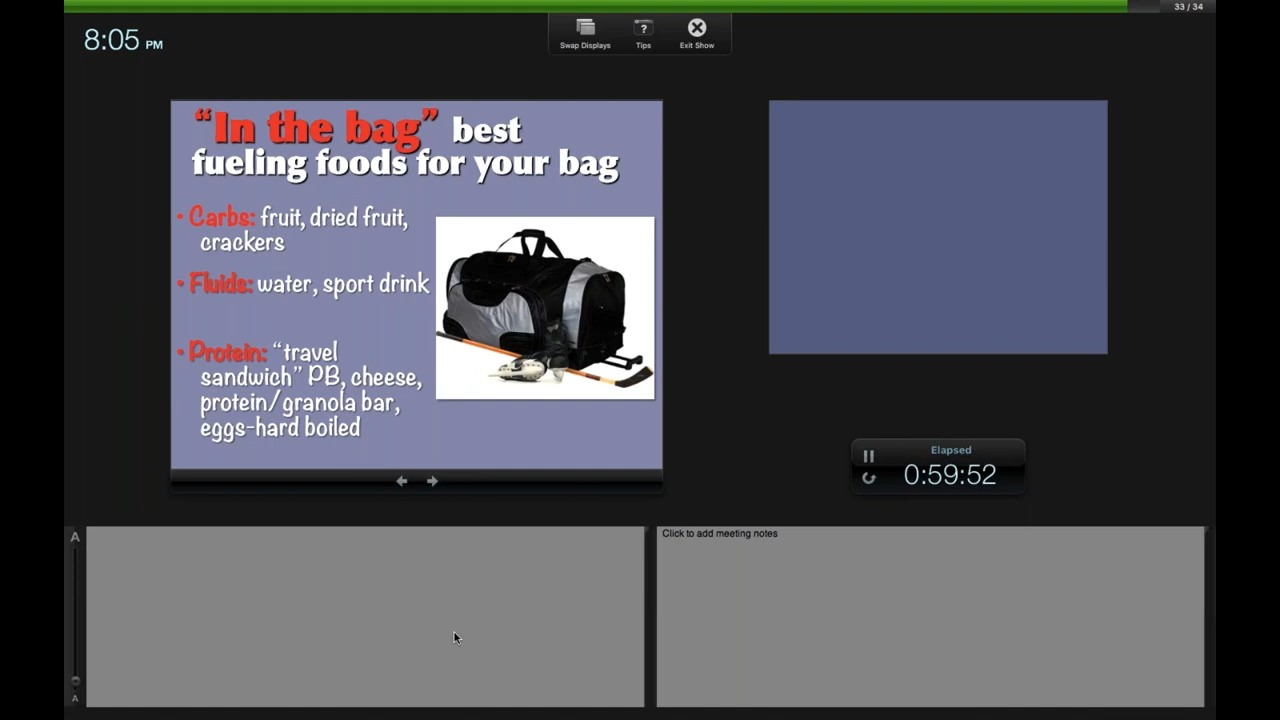 33 / 34
8:05 PM
Swap Displays
Tips
Exit Show
“In the bag” best
fueling foods for your bag
• Carbs: fruit, dried fruit,
crackers
• Fluids: water, sport drink
• Protein: “travel
sandwich” PB, cheese,
protein/granola bar,
eggs-hard boiled
Elapsed
0:59:52
A
A
Click to add meeting notes